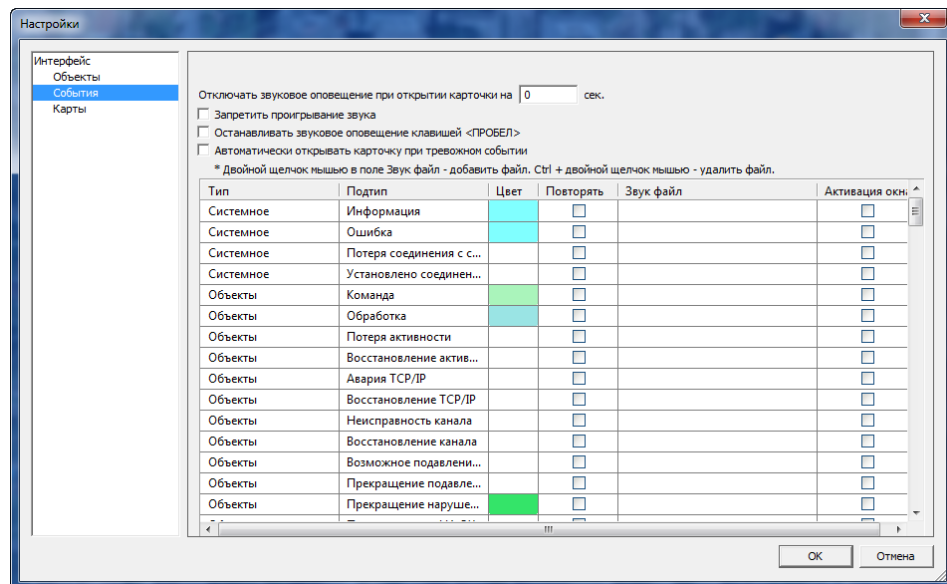 Настройки
Интерфейс
Объекты
События
Карты
Отключать звуковое оповещение при открытии карточки на 0 сек.
Запретить проигрывание звука
Останавливать звуковое оповещение клавишей <ПРОБЕЛ>
Автоматически открывать карточку при тревожном событии
* Двойной щелчок мышью в поле Звук файл - добавить файл. Ctrl + двойной щелчок мышью - удалить файл.
Тип Подтип Цвет Повторять Звук файл Активация окна
Системное Информация
Системное Ошибка
Системное Потеря соединения с с...
Системное Установлено соединен...
Объекты Команда
Объекты Обработка
Объекты Потеря активности
Объекты Восстановление актив...
Объекты Авария TCP/IP
Объекты Восстановление TCP/IP
Объекты Неисправность канала
Объекты Восстановление канала
Объекты Возможное подавлени...
Объекты Прекращение подавле...
Объекты Прекращение наруше...
OK Отмена